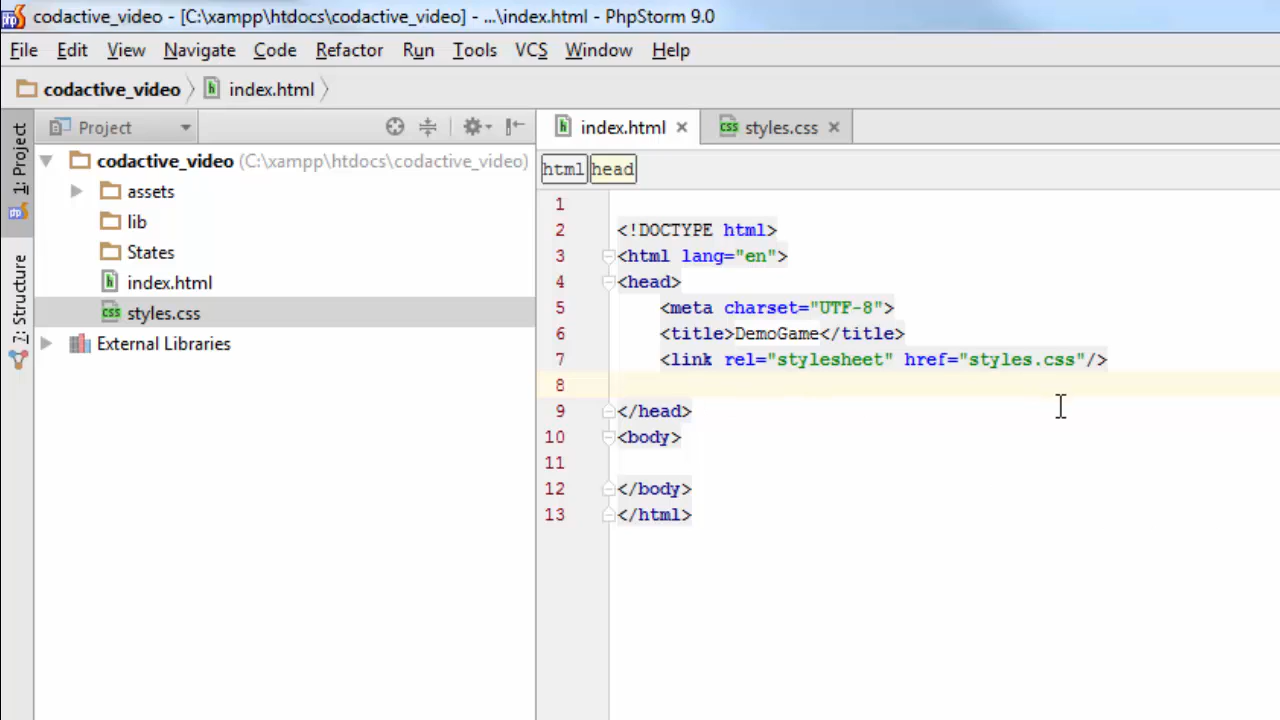 codactive_video - [C:\xampp\htdocs\codactive_video] - ...\index.html - PhpStorm 9.0
File Edit View Navigate Code Refactor Run Tools VCS Window Help
codactive_video index.html
1: Project
7: Structure
Project
codactive_video (C:\xampp\htdocs\codactive_video)
assets
lib
States
index.html
styles.css
External Libraries
index.html styles.css
html head
1
2 <!DOCTYPE html>
3 <html lang="en">
4 <head>
5 <meta charset="UTF-8">
6 <title>DemoGame</title>
7 <link rel="stylesheet" href="styles.css"/>
8
9 </head>
10 <body>
11
12 </body>
13 </html>